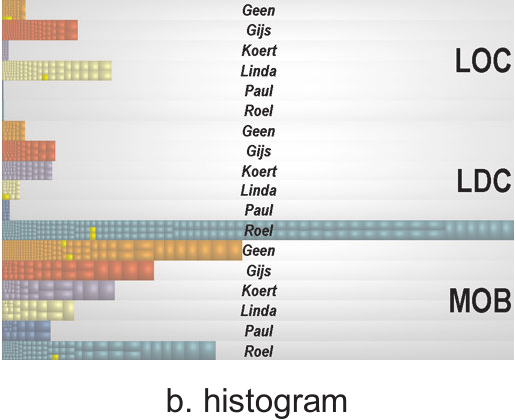 Geen
Gijs
Koert
LOC
Linda
Paul
Roel
Geen
Gijs
Koert
LDC
Linda
Paul
Roel
Geen
Gijs
Koert
MOB
Linda
Paul
Roel
b. histogram